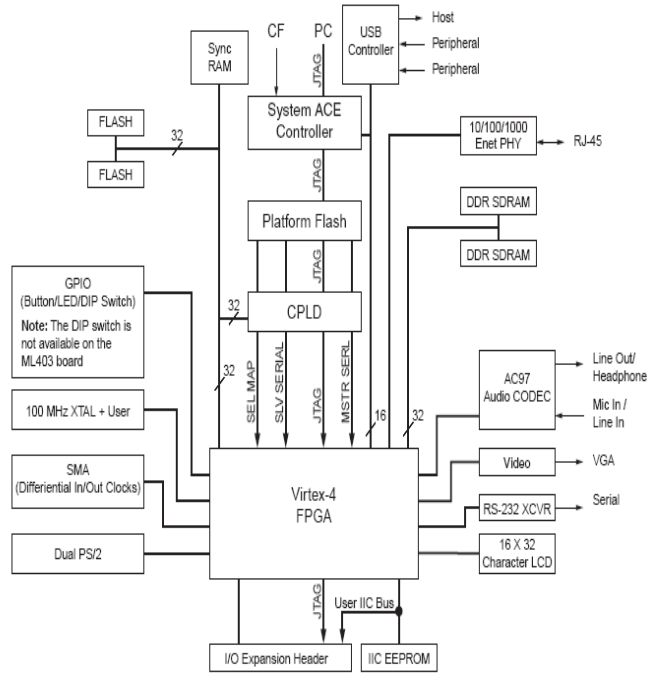 CF
PC
USB
Controller
Host
Peripheral
Peripheral
Sync
RAM
JTAG
FLASH
32
FLASH
System ACE
Controller
10/100/1000
Enet PHY
RJ-45
JTAG
DDR SDRAM
Platform Flash
DDR SDRAM
JTAG
GPIO
(Button/LED/DIP Switch)
Note: The DIP switch is
not available on the
ML403 board
32
CPLD
32
SEL MAP
SLV SERIAL
JTAG
MSTR SERL
16
32
AC97
Audio CODEC
Line Out/
Headphone
Mic In /
Line In
100 MHz XTAL + User
Video
VGA
SMA
(Differential In/Out Clocks)
Virtex-4
FPGA
RS-232 XCVR
Serial
Dual PS/2
16 X 32
Character LCD
JTAG
User IIC Bus
I/O Expansion Header
IIC EEPROM